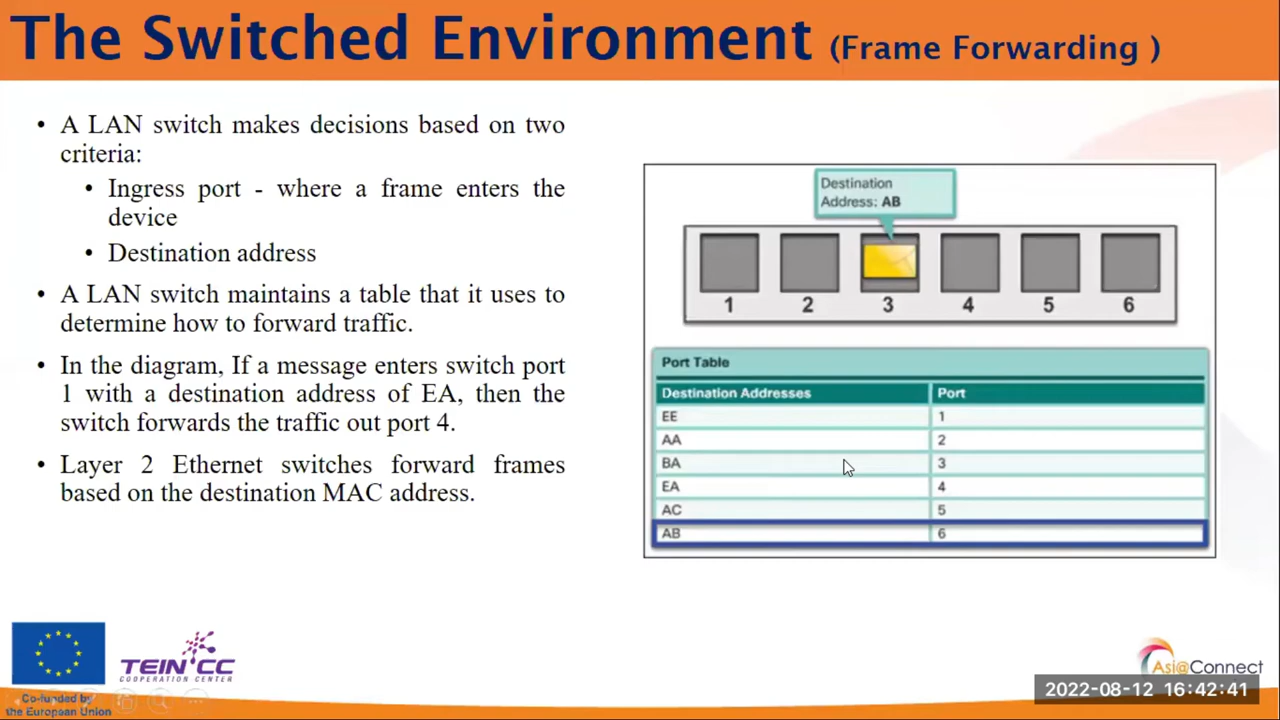 The Switched Environment (Frame Forwarding )
• A LAN switch makes decisions based on two
criteria:
• Ingress port - where a frame enters the
device
• Destination address
• A LAN switch maintains a table that it uses to
determine how to forward traffic.
• In the diagram, If a message enters switch port
1 with a destination address of EA, then the
switch forwards the traffic out port 4.
• Layer 2 Ethernet switches forward frames
based on the destination MAC address.
Destination
Address: AB
1 2 3 4 5 6
Port Table
Destination Addresses Port
EE 1
AA 2
BA 3
EA 4
AC 5
AB 6
TEIN*CC
COOPERATION CENTER
Co-funded by
the European Union
Asi@Connect
2022-08-12 16:42:41